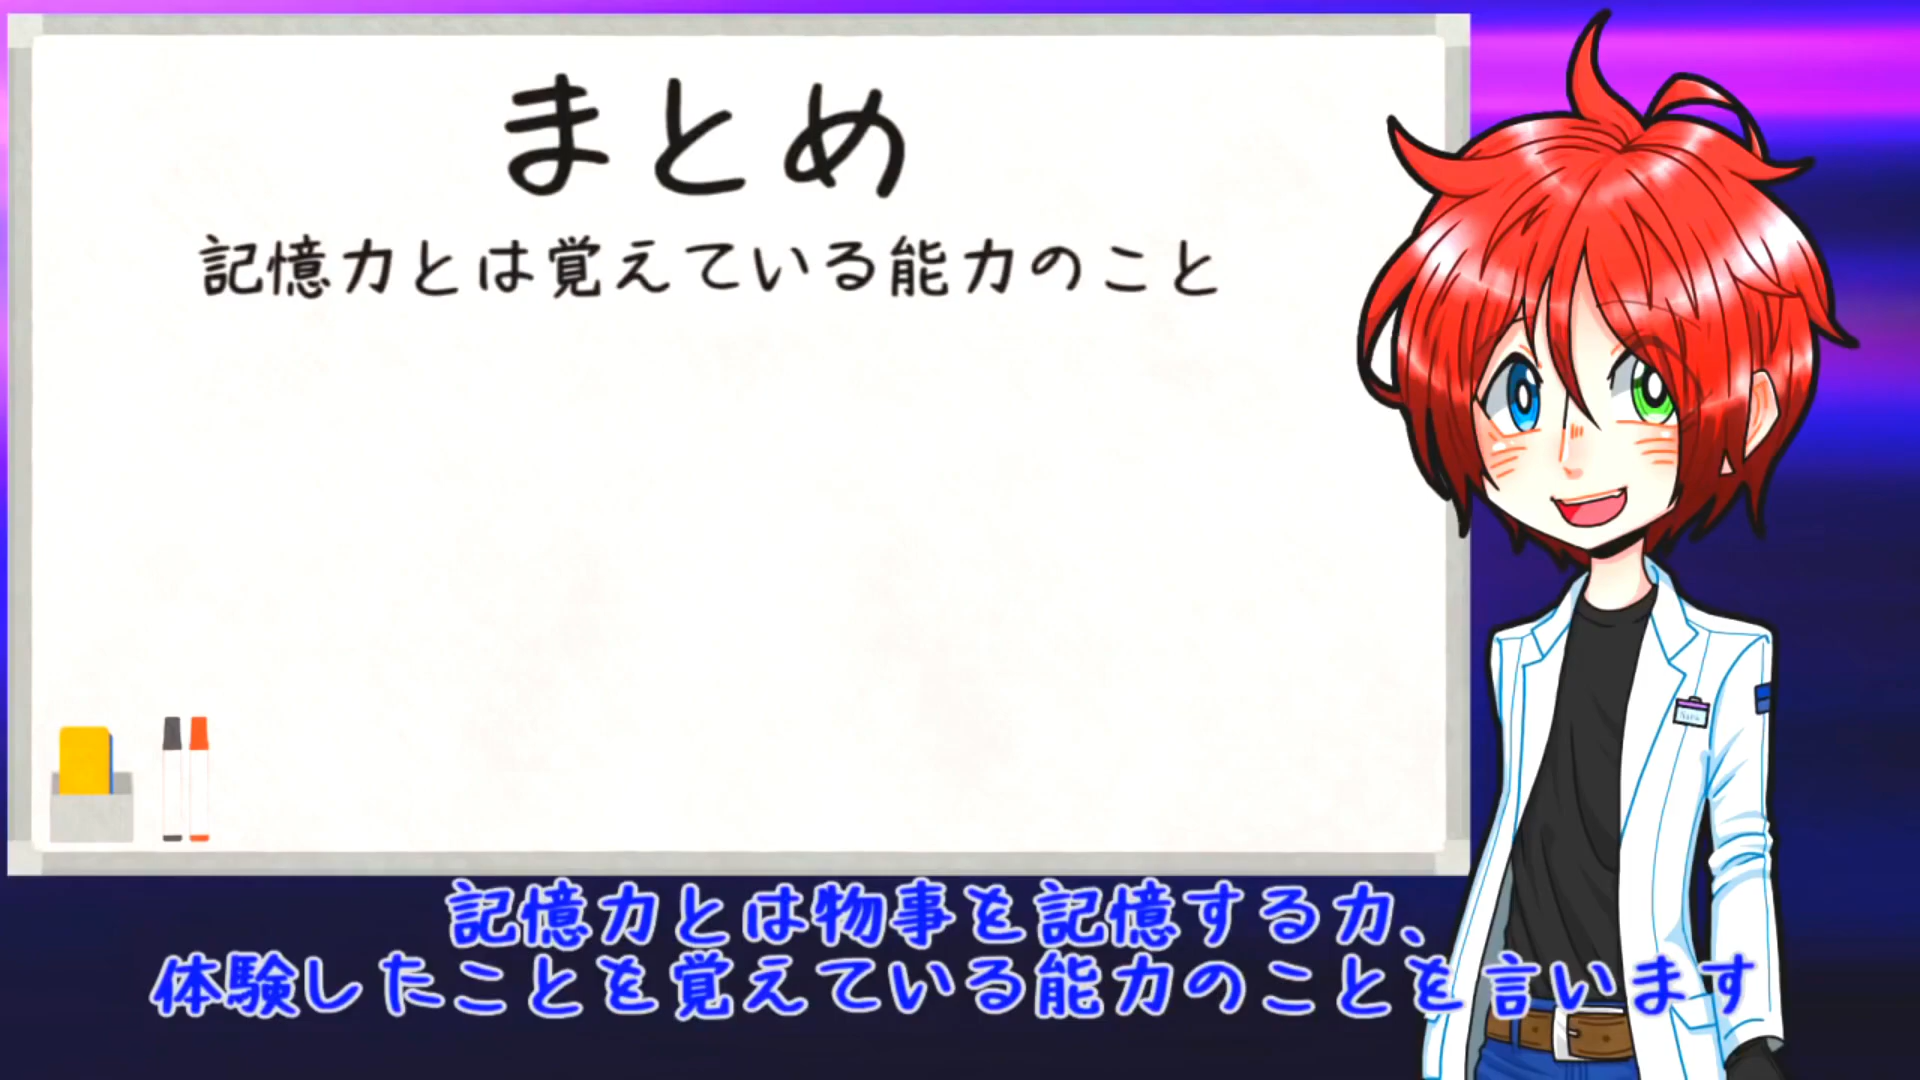 まとめ
記憶力とは覚えている能力のこと
記憶力とは物事を記憶する力、
体験したことを覚えている能力のことを言います